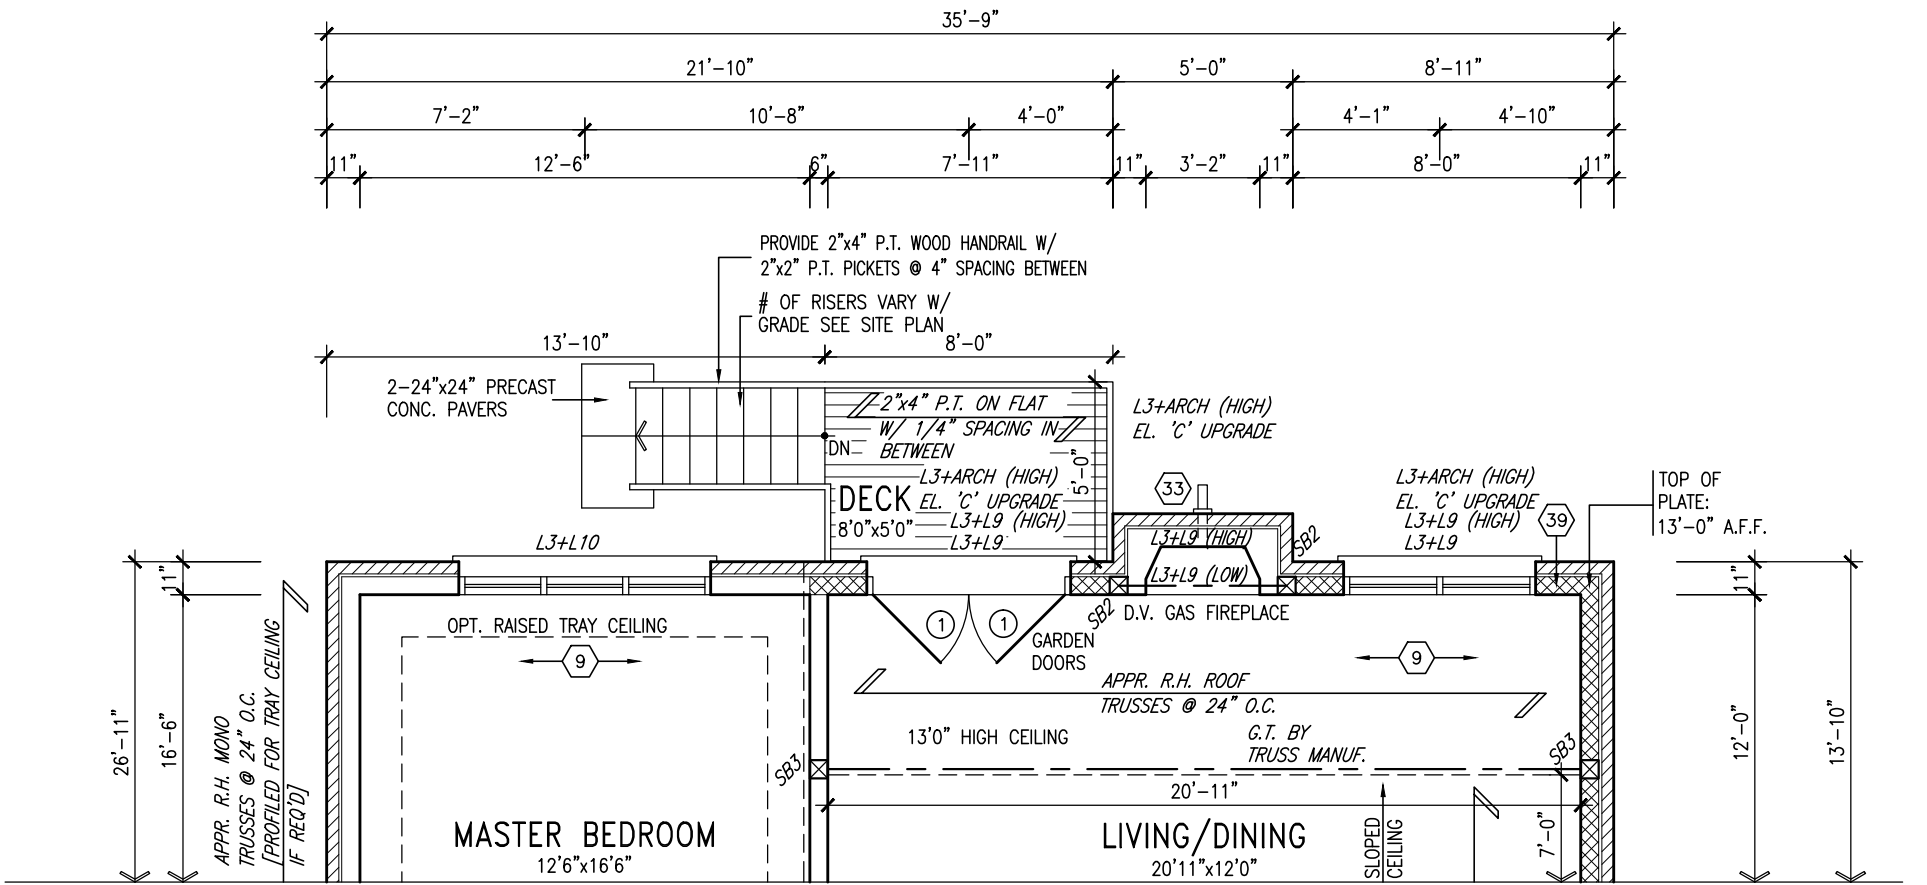 35'-9"
21'-10" 5'-0" 8'-11"
7'-2" 10'-8" 4'-0" 4'-1" 4'-10"
11" 12'-6" 6" 7'-11" 11" 3'-2" 11" 8'-0" 11"
PROVIDE 2"x4" P.T. WOOD HANDRAIL W/
2"x2" P.T. PICKETS @ 4" SPACING BETWEEN
# OF RISERS VARY W/
GRADE SEE SITE PLAN
13'-10" 8'-0"
2-24"x24" PRECAST
CONC. PAVERS
2"x4" P.T. ON FLAT
W/ 1/4" SPACING IN
BETWEEN
DN
5'-0"
L3+ARCH (HIGH)
EL. 'C' UPGRADE
DECK
8'0"x5'0"
L3+ARCH (HIGH)
EL. 'C' UPGRADE
L3+L9 (HIGH)
L3+L9
33
L3+ARCH (HIGH)
EL. 'C' UPGRADE
L3+L9 (HIGH)
L3+L9
39
TOP OF
PLATE:
13'-0" A.F.F.
L3+L10
L3+L9 (HIGH)
SB2
L3+L9 (LOW)
SB2
D.V. GAS FIREPLACE
11"
11"
OPT. RAISED TRAY CEILING
9
1
1
GARDEN
DOORS
9
APPR. R.H. ROOF
TRUSSES @ 24" O.C.
13'0" HIGH CEILING
G.T. BY
TRUSS MANUF.
SB3
SB3
26'-11"
16'-6"
APPR. R.H. MONO
TRUSSES @ 24" O.C.
[PROFILED FOR TRAY CEILING
IF REQ'D]
20'-11"
MASTER BEDROOM
12'6"x16'6"
LIVING/DINING
20'11"x12'0"
SLOPED
CEILING
7'-0"
12'-0"
13'-10"